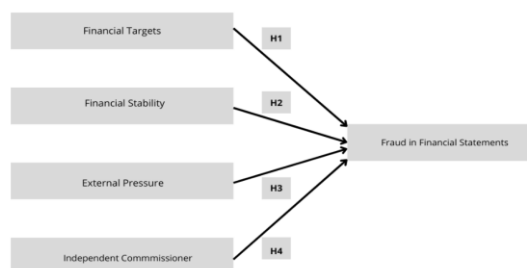 Financial Targets
H1
Financial Stability
H2
Fraud in Financial Statements
External Pressure
H3
Independent Commmissioner
H4